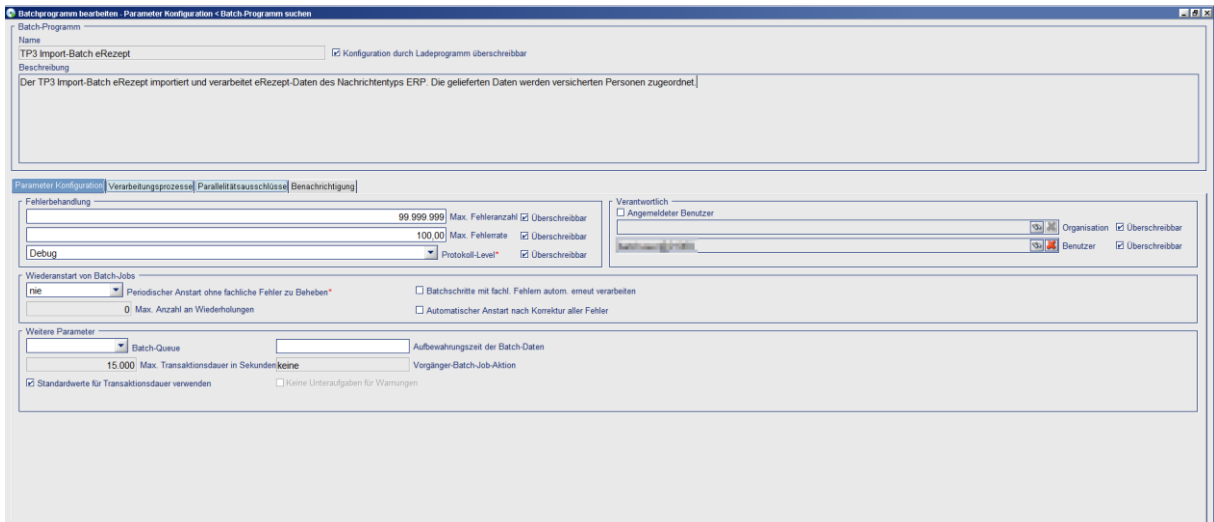 Batchprogramm bearbeiten - Parameter Konfiguration < Batch-Programm suchen
Batch-Programm
Name
TP3 Import-Batch eRezept
Konfiguration durch Ladeprogramm überschreibbar
Beschreibung
Der TP3 Import-Batch eRezept importiert und verarbeitet eRezept-Daten des Nachrichtentyps ERP. Die gelieferten Daten werden versicherten Personen zugeordnet.
Parameter Konfiguration Verarbeitungsprozesse Parallelitätsausschlüsse Benachrichtigung
Fehlerbehandlung
99.999.999 Max. Fehleranzahl Überschreibbar
100,00 Max. Fehlerrate Überschreibbar
Debug Protokoll-Level* Überschreibbar
Verantwortlich
Angemeldeter Benutzer
Organisation Überschreibbar
Benutzer Überschreibbar
Wiederanstart von Batch-Jobs
nie Periodischer Anstart ohne fachliche Fehler zu Beheben* Batchschritte mit fachl. Fehlern autom. erneut verarbeiten
0 Max. Anzahl an Wiederholungen Automatischer Anstart nach Korrektur aller Fehler
Weitere Parameter
Batch-Queue Aufbewahrungszeit der Batch-Daten
15.000 Max. Transaktionsdauer in Sekunden keine Vorgänger-Batch-Job-Aktion
Standardwerte für Transaktionsdauer verwenden Keine Unteraufgaben für Warnungen